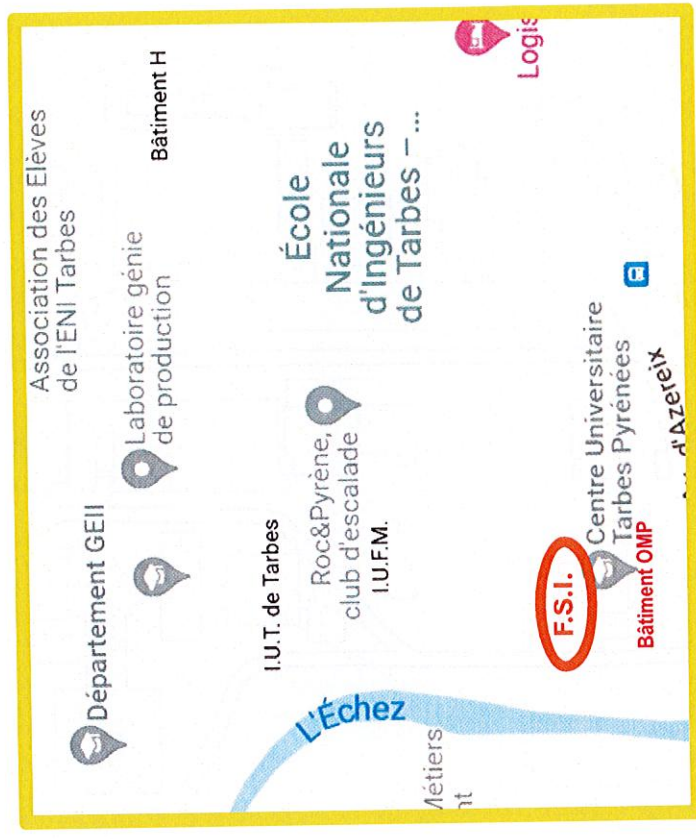 Association des Elèves
de l'ENI Tarbes
Bâtiment H
Département GEII
Laboratoire génie
de production
I.U.T. de Tarbes
École
Nationale
d'Ingénieurs
de Tarbes – ...
Roc&Pyrène,
club d'escalade
I.U.F.M.
L'Échez
Logis
F.S.I.
Centre Universitaire
Tarbes Pyrénées
Bâtiment OMP
d'Azereix